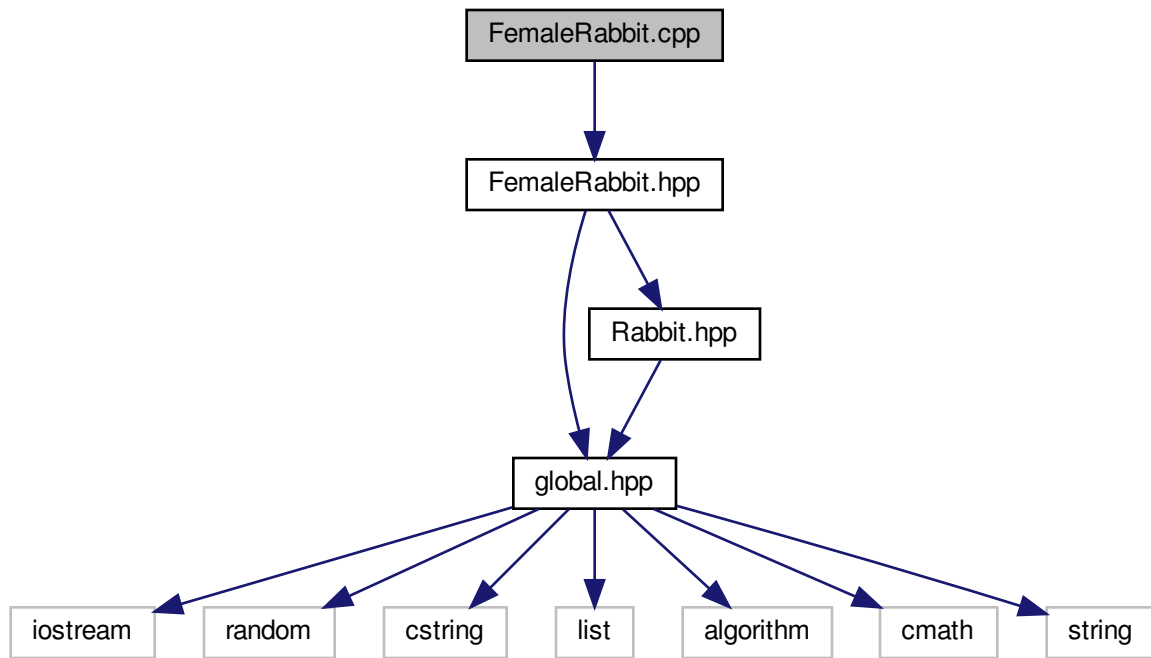 FemaleRabbit.cpp
FemaleRabbit.hpp
Rabbit.hpp
global.hpp
iostream
random
cstring
list
algorithm
cmath
string